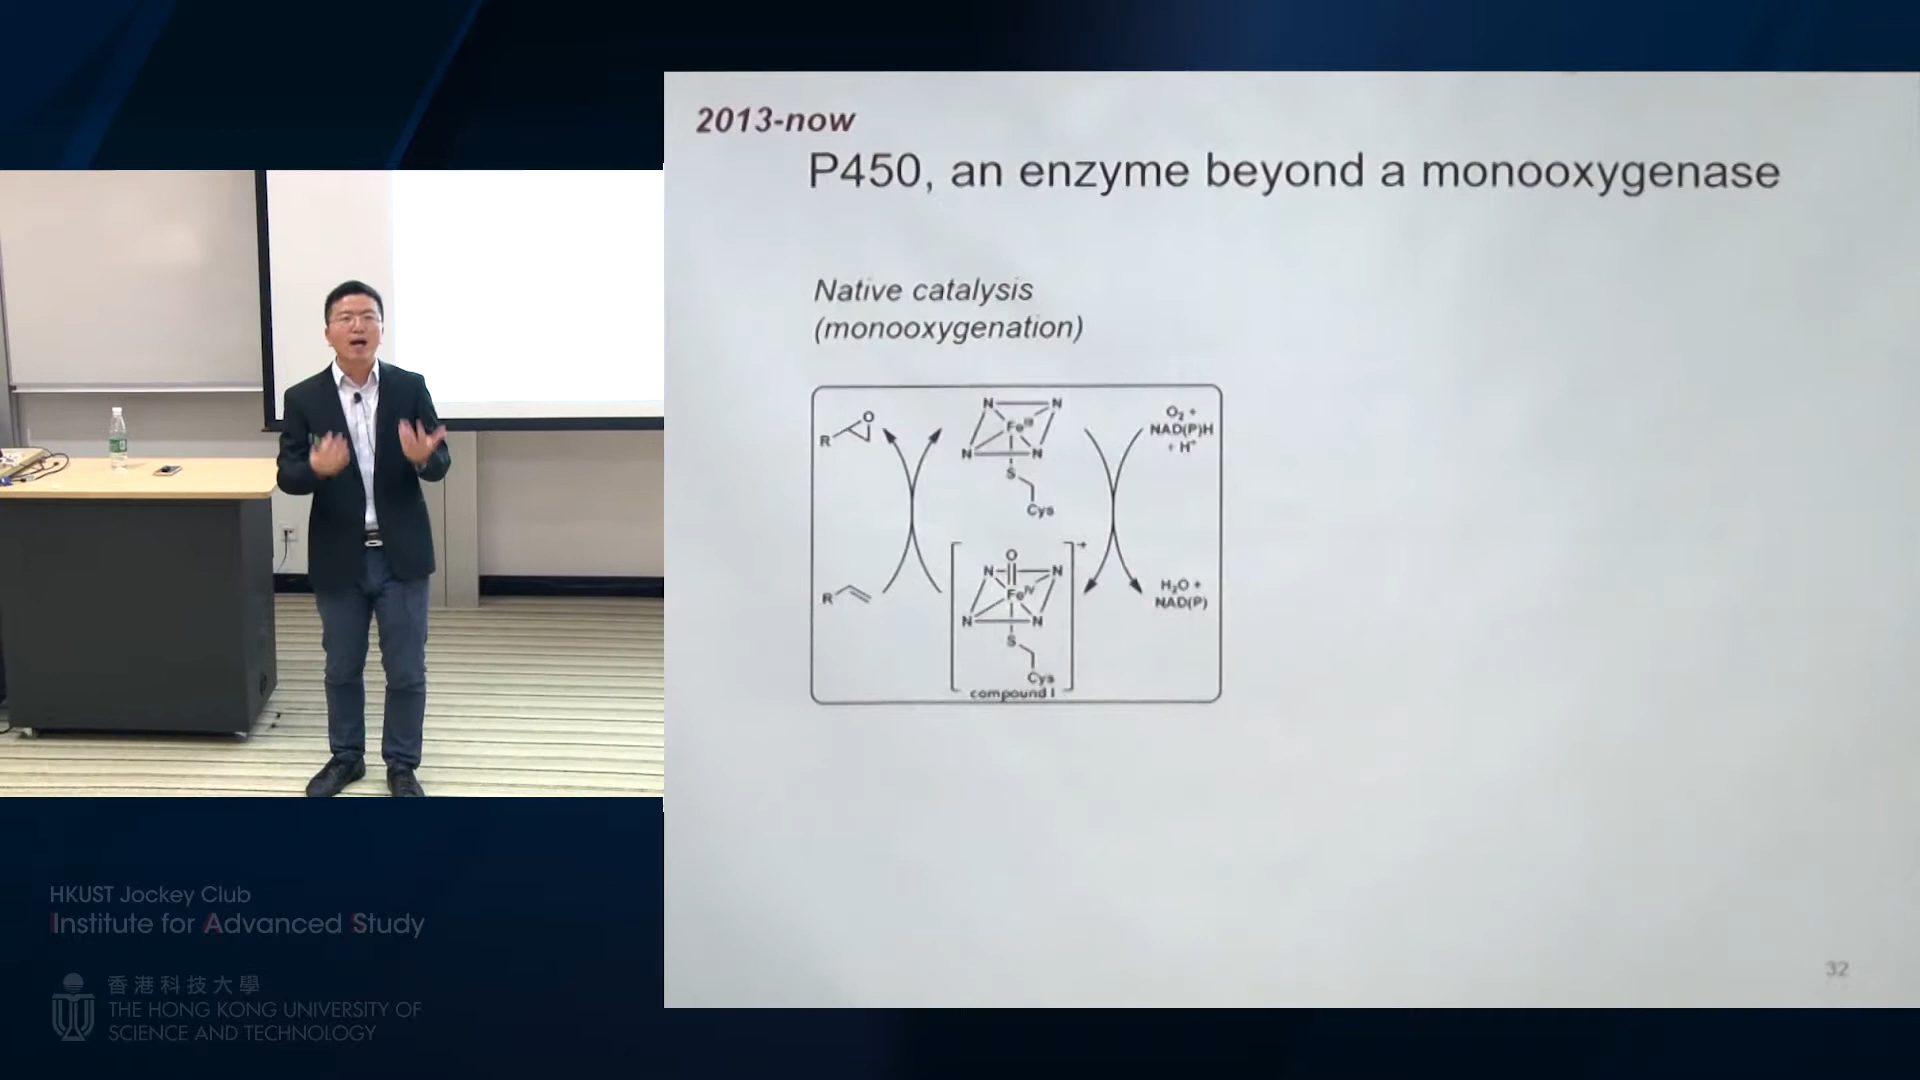 2013-now
P450, an enzyme beyond a monooxygenase
Native catalysis
(monooxygenation)
R
O
N
N
Fe^III
N
N
S
Cys
O₂ +
NAD(P)H
+ H⁺
R
O
N
N
Fe^IV
N
N
S
Cys
+
compound I
H₂O +
NAD(P)
32
HKUST Jockey Club
Institute for Advanced Study
香港科技大學
THE HONG KONG UNIVERSITY OF
SCIENCE AND TECHNOLOGY